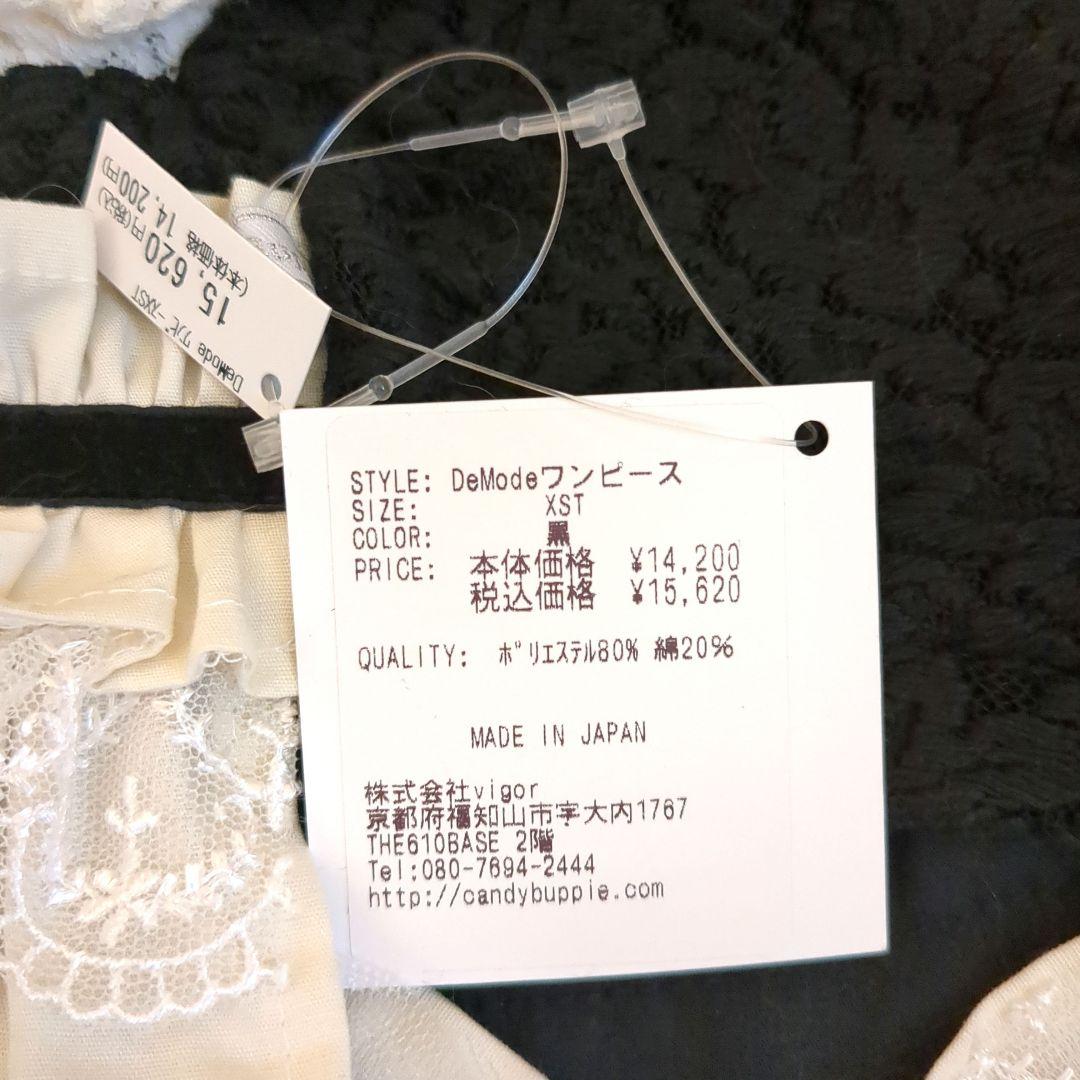 DeMode ワンピ-スXST
15,620円(税込)
(本体価格 14,200円)
STYLE: DeModeワンピース
SIZE: XST
COLOR: 黒
PRICE: 本体価格 ¥14,200
税込価格 ¥15,620
QUALITY: ポリエステル80% 綿20%
MADE IN JAPAN
株式会社vigor
京都府福知山市字大内1767
THE610BASE 2階
Tel:080-7694-2444
http://candybuppie.com